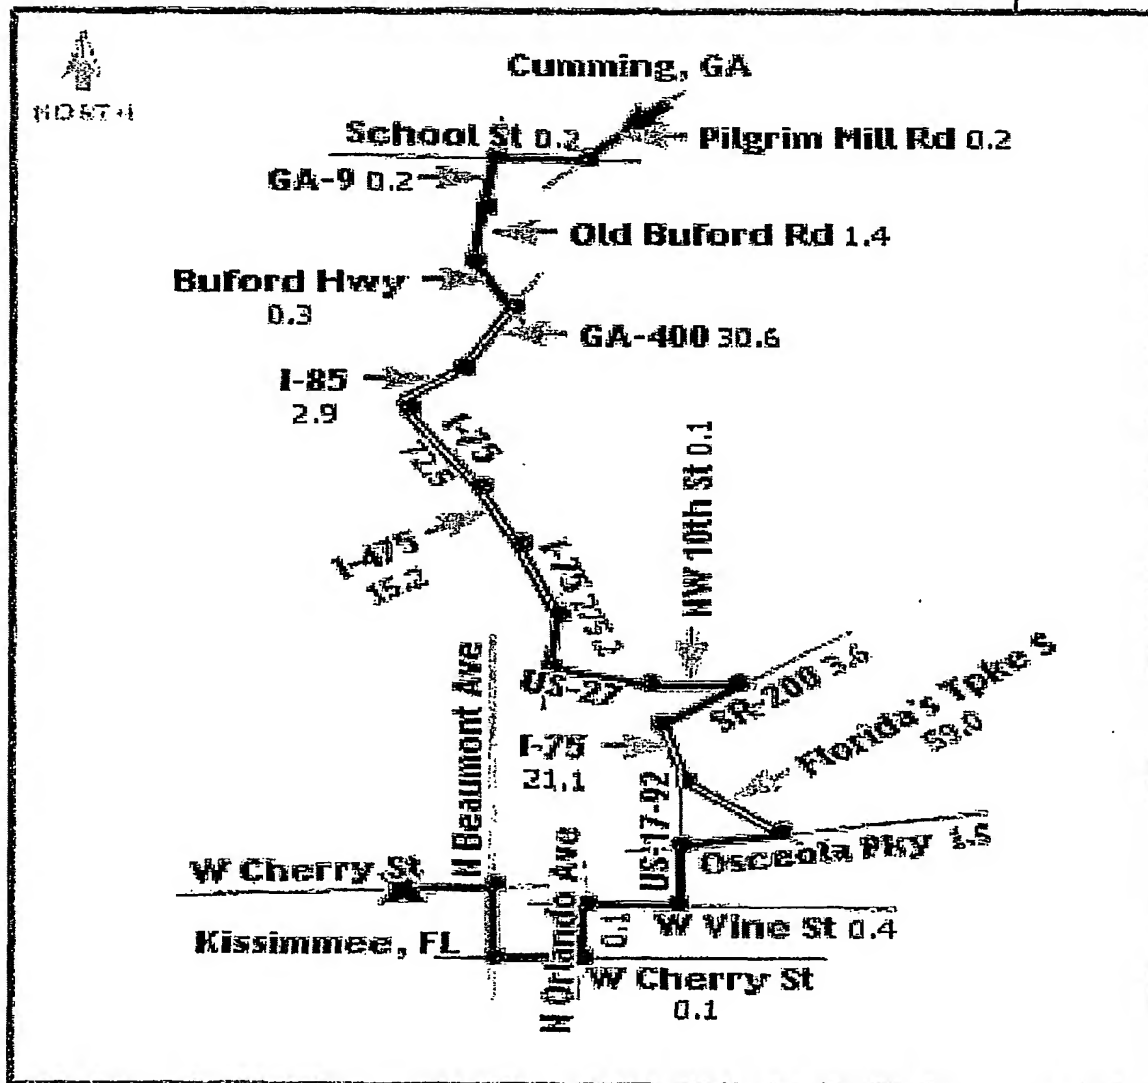 NORTH
Cumming, GA
School St 0.2
Pilgrim Mill Rd 0.2
GA-9 0.2
Old Buford Rd 1.4
Buford Hwy
0.3
GA-400 30.6
I-85
2.9
I-75
I-475
15.2
I-75
NW 10th St 0.1
US-27
SR-200 3.6
Florida's Tpke S
59.0
I-75
21.1
US-17-92
N Beaumont Ave
Osceola Pky
W Cherry St
N Orlando Ave
0.1
W Vine St 0.4
Kissimmee, FL
W Cherry St
0.1